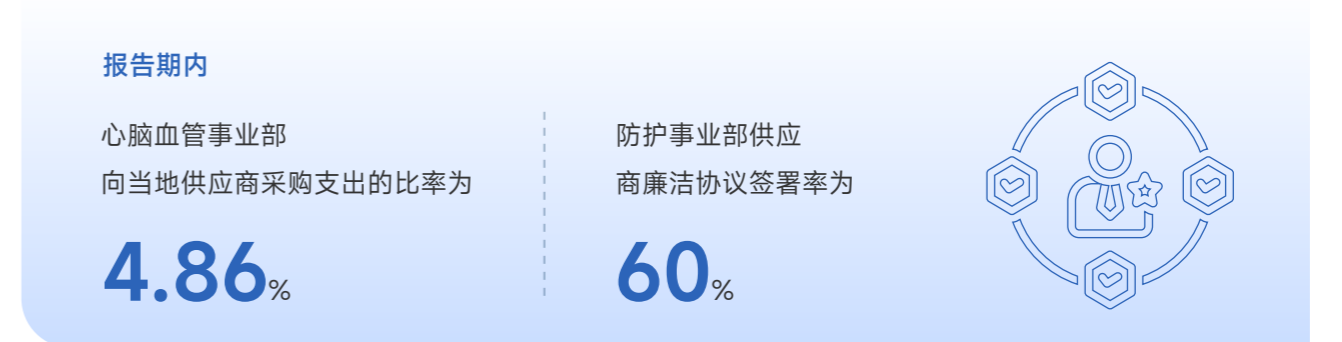 报告期内
心脑血管事业部
向当地供应商采购支出的比率为
4.86%
防护事业部供应
商廉洁协议签署率为
60%